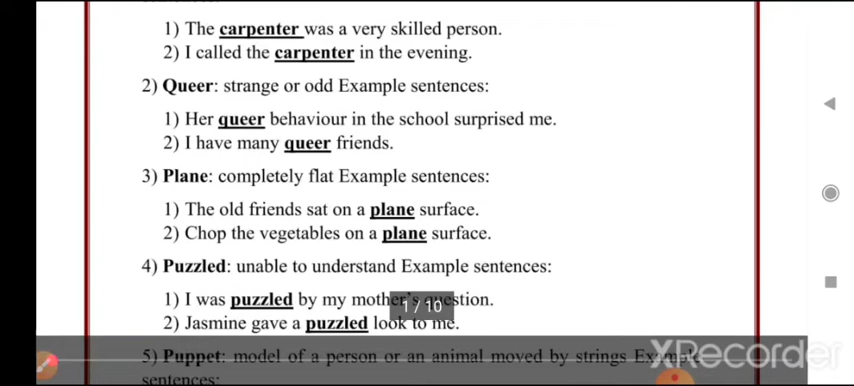 1) The carpenter was a very skilled person.
2) I called the carpenter in the evening.
2) Queer: strange or odd Example sentences:
1) Her queer behaviour in the school surprised me.
2) I have many queer friends.
3) Plane: completely flat Example sentences:
1) The old friends sat on a plane surface.
2) Chop the vegetables on a plane surface.
4) Puzzled: unable to understand Example sentences:
1) I was puzzled by my mother's question.
1 / 10
2) Jasmine gave a puzzled look to me.
5) Puppet: model of a person or an animal moved by strings Example
XRecorder
sentences: